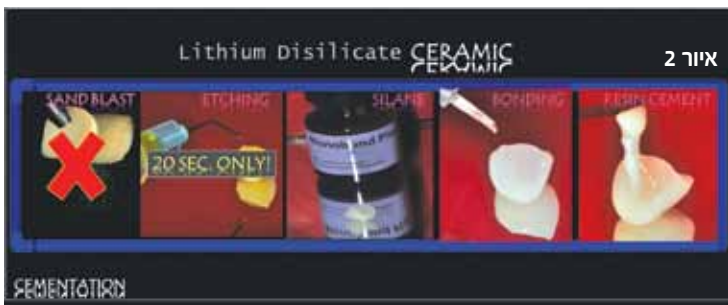 Lithium Disilicate CERAMIC
איור 2
SAND BLAST
ETCHING
SILANE
BONDING
RESIN CEMENT
20 SEC. ONLY!
CEMENTATION